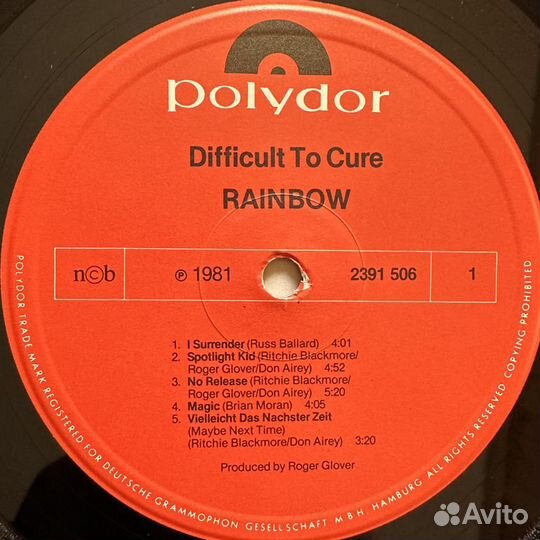 polydor
Difficult To Cure
RAINBOW
n©b ℗ 1981 2391 506 1
1. I Surrender (Russ Ballard) 4:01
2. Spotlight Kid (Ritchie Blackmore/
Roger Glover/Don Airey) 4:52
3. No Release (Ritchie Blackmore/
Roger Glover/Don Airey) 5:20
4. Magic (Brian Moran) 4:05
5. Vielleicht Das Nachster Zeit
(Maybe Next Time)
(Ritchie Blackmore/Don Airey) 3:20
Produced by Roger Glover
POLYDOR TRADE MARK REGISTERED FOR DEUTSCHE GRAMMOPHON GESELLSCHAFT M·B·H· HAMBURG ALL RIGHTS RESERVED COPYING PROHIBITED
Avito